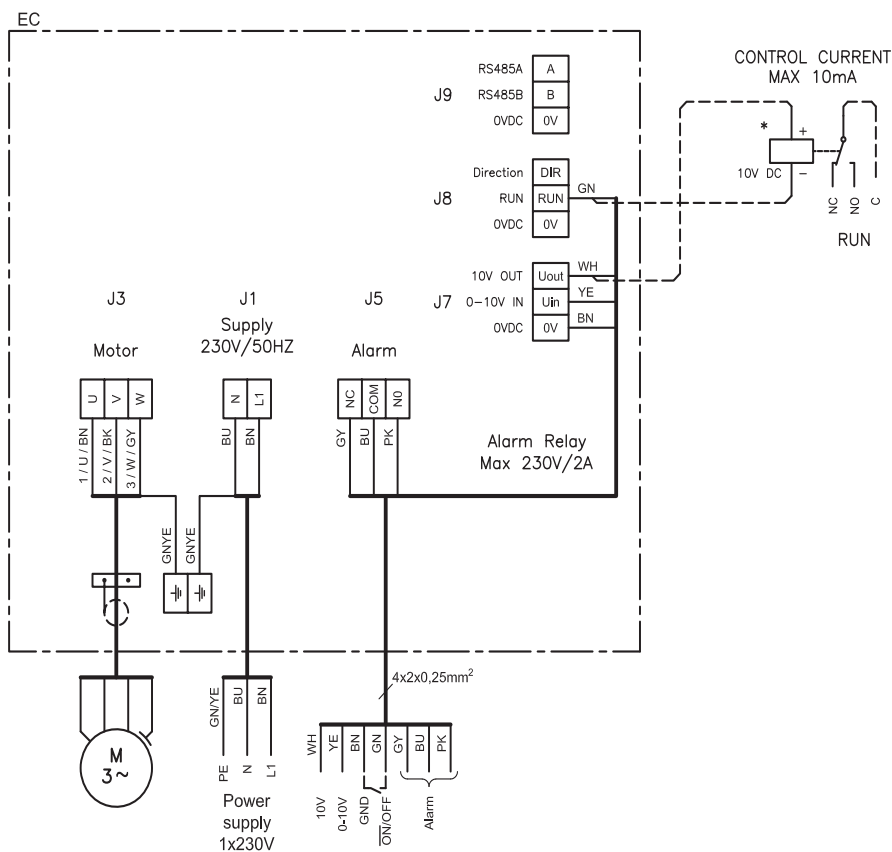 EC
RS485A A
J9 RS485B B
0VDC 0V
CONTROL CURRENT
MAX 10mA
*
+
10V DC
−
NC
NO
C
RUN
Direction DIR
J8 RUN RUN GN
0VDC 0V
10V OUT Uout WH
J7 0–10V IN Uin YE
0VDC 0V BN
J3
Motor
U V W
1 / U / BN
2 / V / BK
3 / W / GY
J1
Supply
230V/50HZ
N L1
BU
BN
J5
Alarm
NC COM N0
GY
BU
PK
Alarm Relay
Max 230V/2A
GNYE
GNYE
4x2x0,25mm²
M
3~
GN/YE
BU
BN
PE
N
L1
Power
supply
1x230V
WH
YE
BN
GN
GY
BU
PK
10V
0-10V
GND
ON/OFF
Alarm